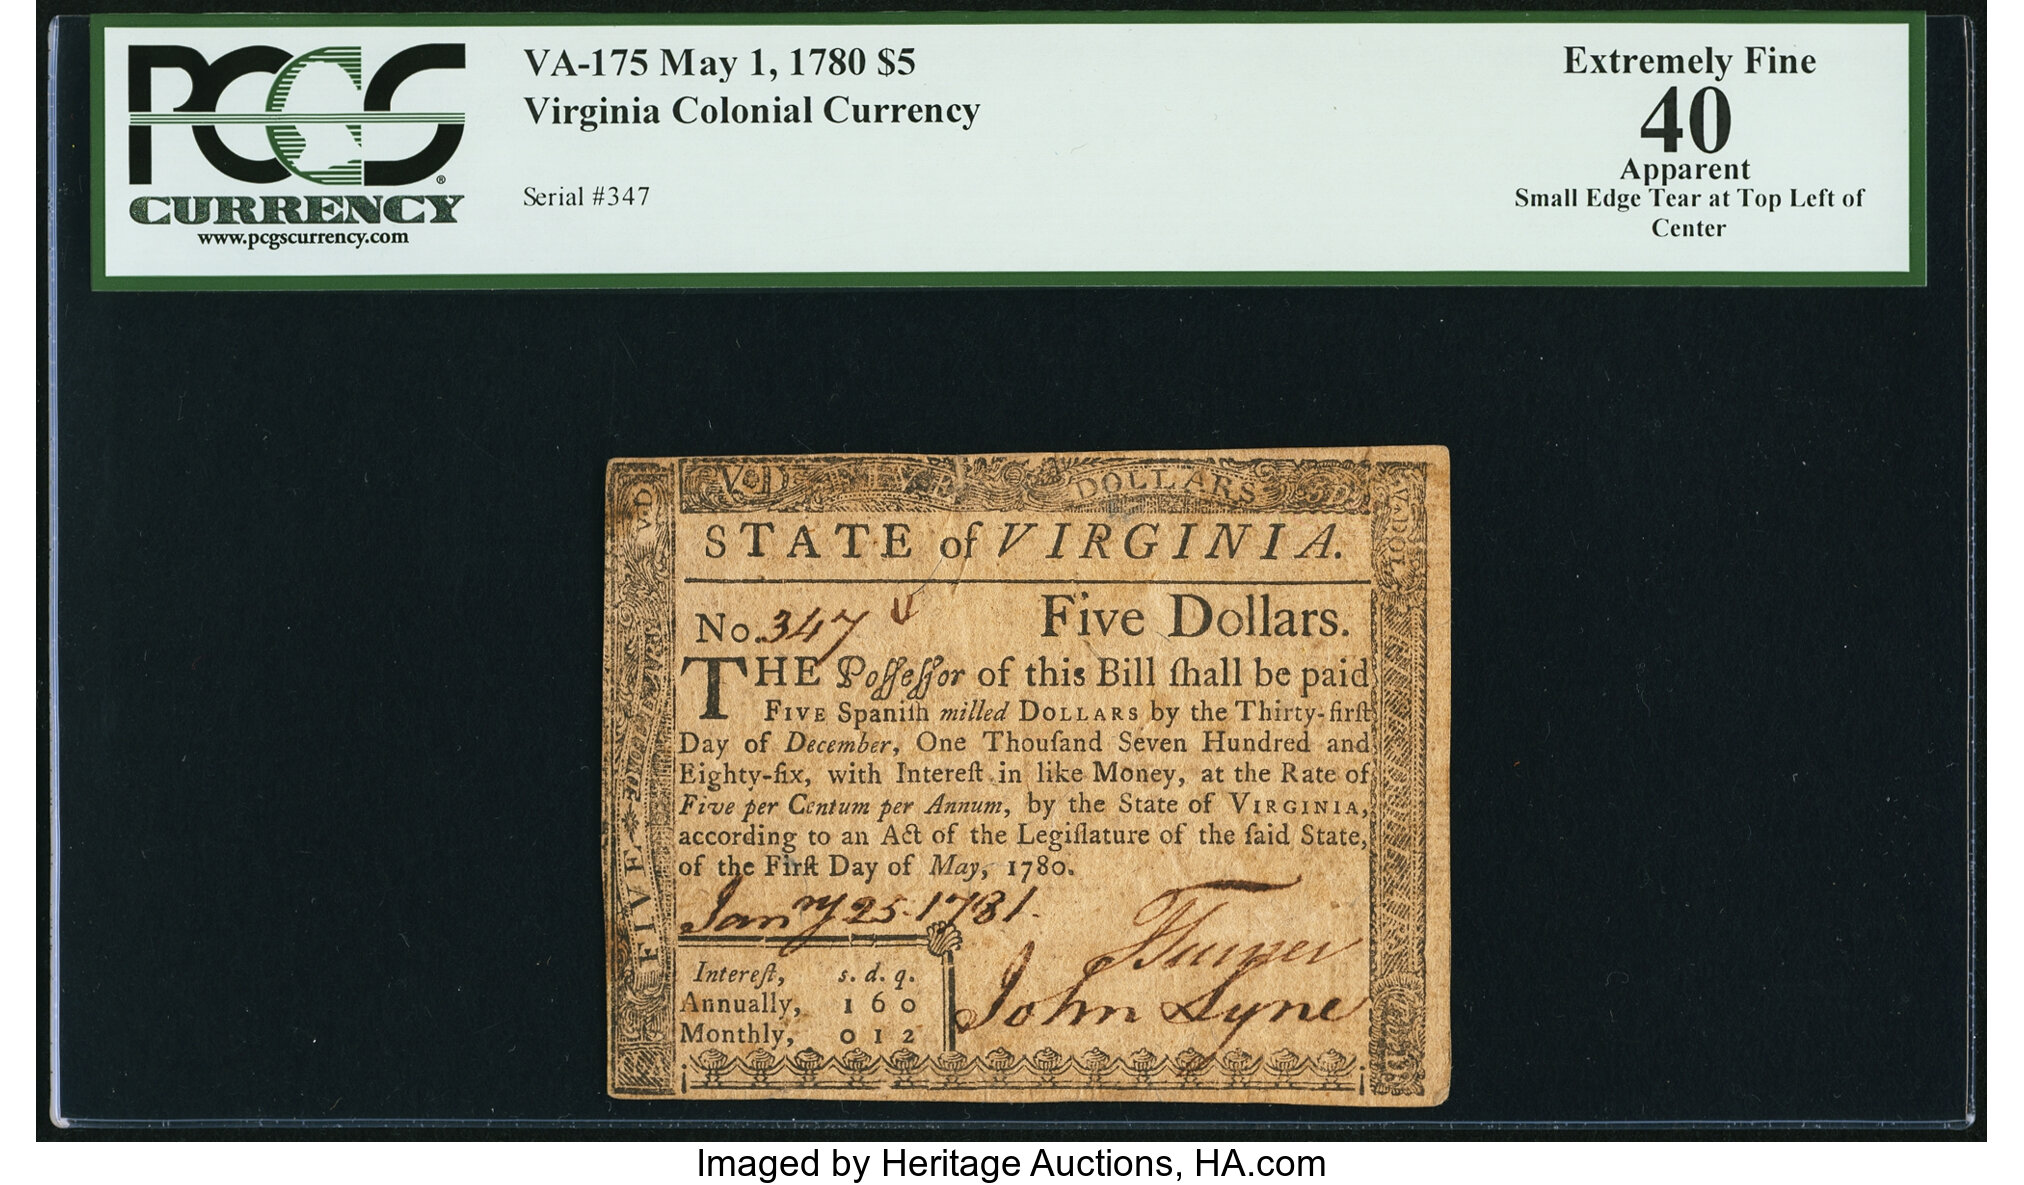 PCGS
CURRENCY
www.pcgscurrency.com
VA-175 May 1, 1780 $5
Virginia Colonial Currency
Serial #347
Extremely Fine
40
Apparent
Small Edge Tear at Top Left of
Center
V·D FIVE DOLLARS 5D
V·D
V·DOL
STATE of VIRGINIA.
No. 347 Five Dollars.
THE Poſſeſſor of this Bill ſhall be paid
FIVE Spaniſh milled DOLLARS by the Thirty-firſt
Day of December, One Thouſand Seven Hundred and
Eighty-ſix, with Intereſt in like Money, at the Rate of
Five per Centum per Annum, by the State of VIRGINIA,
according to an Act of the Legiſlature of the ſaid State,
of the Firſt Day of May, 1780.
Janry 25. 1781.
Turner
John Lyne
Intereſt, s. d. q.
Annually, 1 6 0
Monthly, 0 1 2
FIVE
Imaged by Heritage Auctions, HA.com